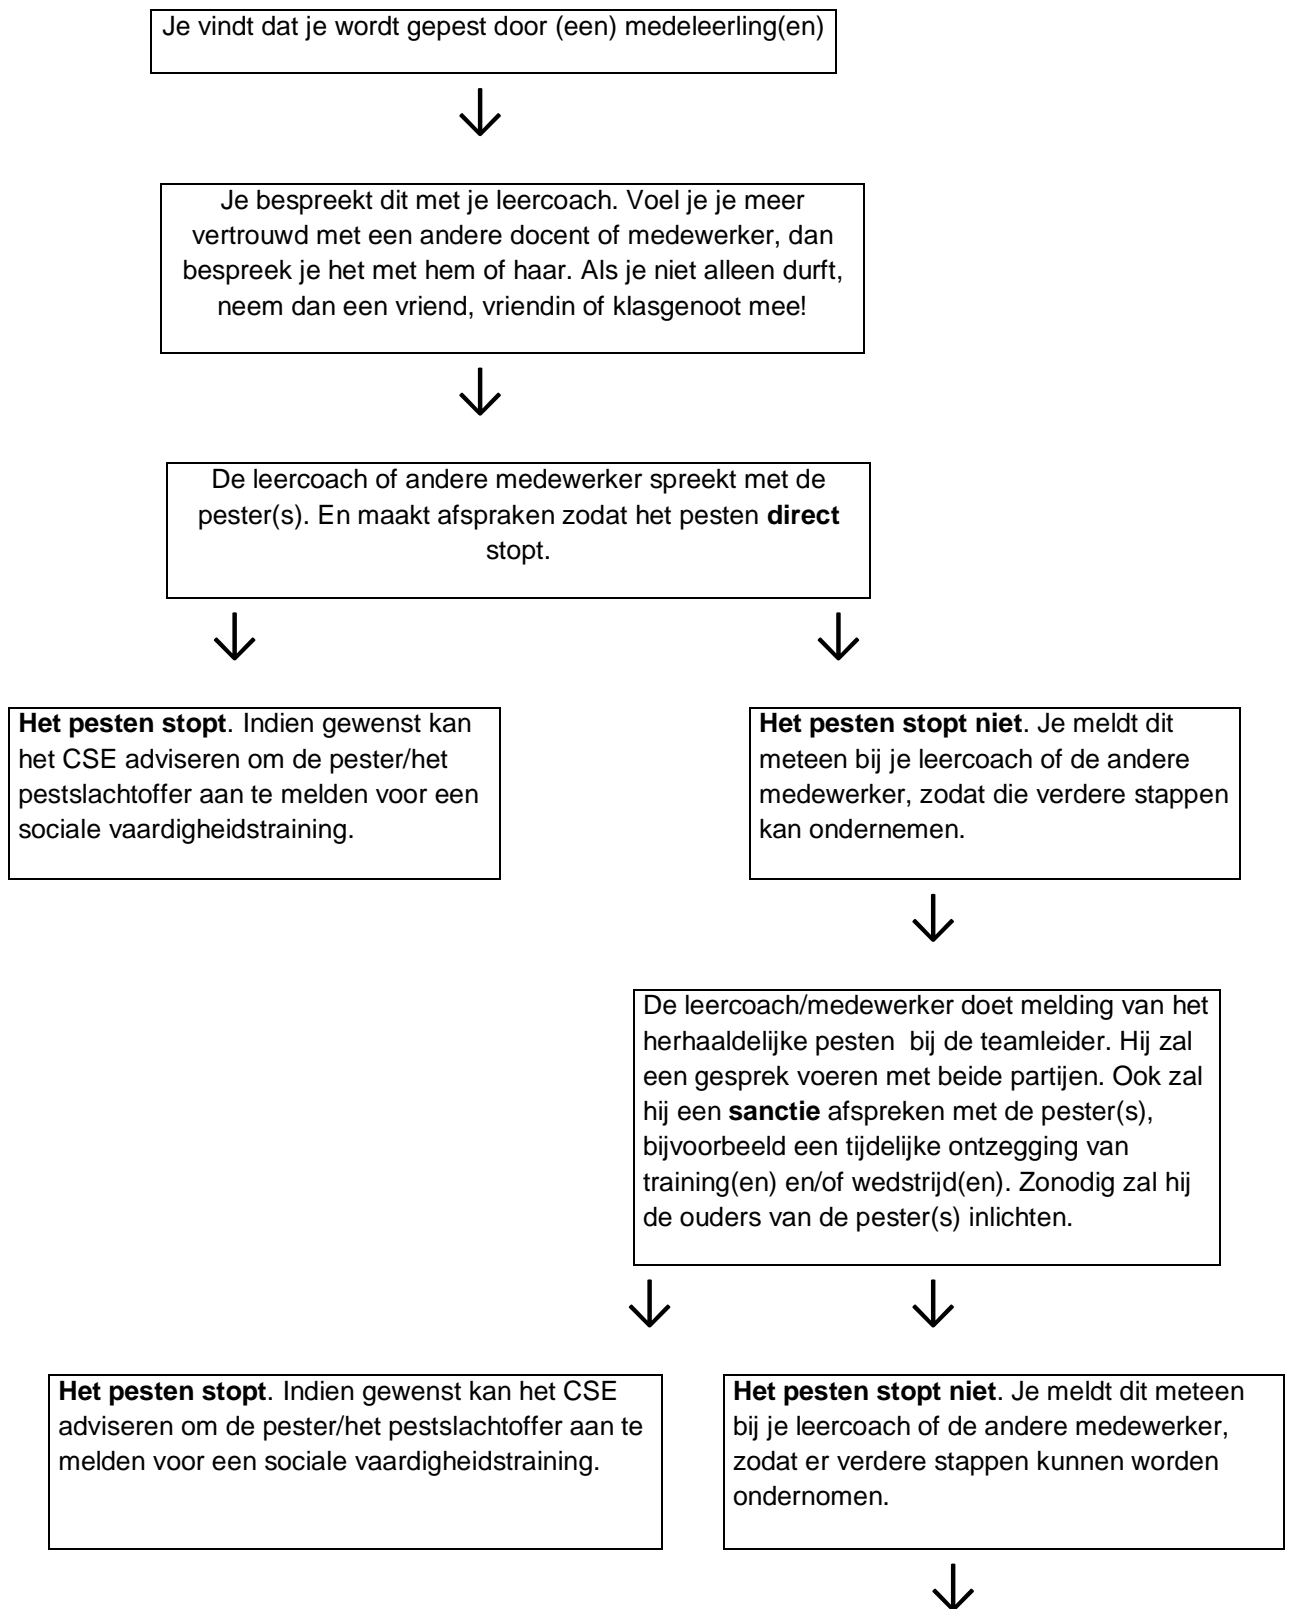 Je vindt dat je wordt gepest door (een) medeleerling(en)
Je bespreekt dit met je leercoach. Voel je je meer
vertrouwd met een andere docent of medewerker, dan
bespreek je het met hem of haar. Als je niet alleen durft,
neem dan een vriend, vriendin of klasgenoot mee!
De leercoach of andere medewerker spreekt met de
pester(s). En maakt afspraken zodat het pesten direct
stopt.
Het pesten stopt. Indien gewenst kan
het CSE adviseren om de pester/het
pestslachtoffer aan te melden voor een
sociale vaardigheidstraining.
Het pesten stopt niet. Je meldt dit
meteen bij je leercoach of de andere
medewerker, zodat die verdere stappen
kan ondernemen.
De leercoach/medewerker doet melding van het
herhaaldelijke pesten  bij de teamleider. Hij zal
een gesprek voeren met beide partijen. Ook zal
hij een sanctie afspreken met de pester(s),
bijvoorbeeld een tijdelijke ontzegging van
training(en) en/of wedstrijd(en). Zonodig zal hij
de ouders van de pester(s) inlichten.
Het pesten stopt. Indien gewenst kan het CSE
adviseren om de pester/het pestslachtoffer aan te
melden voor een sociale vaardigheidstraining.
Het pesten stopt niet. Je meldt dit meteen
bij je leercoach of de andere medewerker,
zodat er verdere stappen kunnen worden
ondernomen.